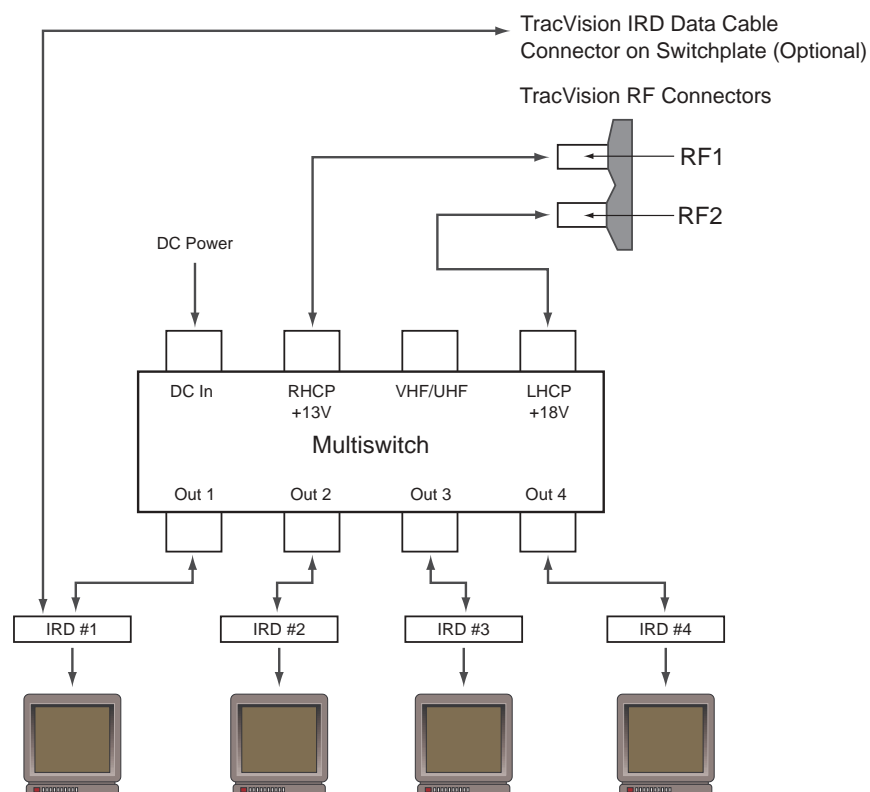 TracVision IRD Data Cable
Connector on Switchplate (Optional)
TracVision RF Connectors
RF1
RF2
DC Power
DC In
RHCP
+13V
VHF/UHF
LHCP
+18V
Multiswitch
Out 1
Out 2
Out 3
Out 4
IRD #1
IRD #2
IRD #3
IRD #4